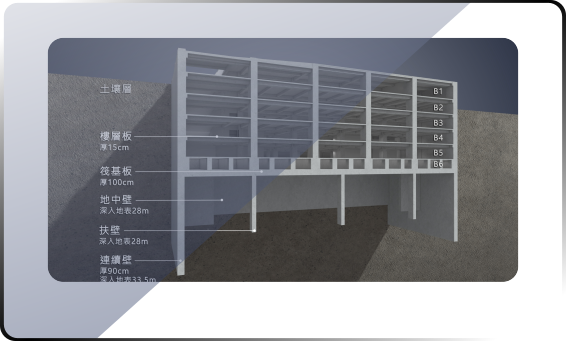 土壤層
樓層板
厚15cm
筏基板
厚100cm
地中壁
深入地表28m
扶壁
深入地表28m
連續壁
厚90cm
深入地表33.5m
B1
B2
B3
B4
B5
B6